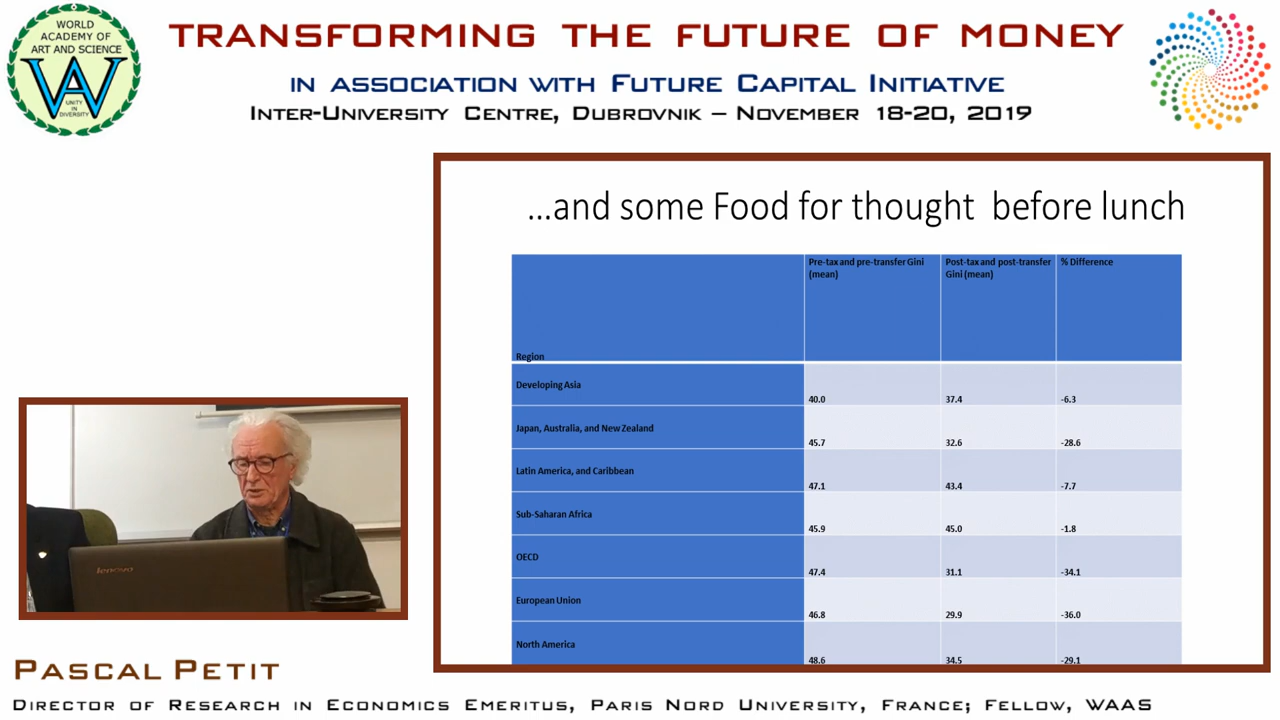 WORLD
ACADEMY OF
ART AND SCIENCE
UNITY
IN
DIVERSITY
TRANSFORMING THE FUTURE OF MONEY
IN ASSOCIATION WITH FUTURE CAPITAL INITIATIVE
INTER-UNIVERSITY CENTRE, DUBROVNIK – NOVEMBER 18-20, 2019
...and some Food for thought before lunch
Region Pre-tax and pre-transfer Gini (mean) Post-tax and post-transfer Gini (mean) % Difference
Developing Asia 40.0 37.4 -6.3
Japan, Australia, and New Zealand 45.7 32.6 -28.6
Latin America, and Caribbean 47.1 43.4 -7.7
Sub-Saharan Africa 45.9 45.0 -1.8
OECD 47.4 31.1 -34.1
European Union 46.8 29.9 -36.0
North America 48.6 34.5 -29.1
lenovo
PASCAL PETIT
DIRECTOR OF RESEARCH IN ECONOMICS EMERITUS, PARIS NORD UNIVERSITY, FRANCE; FELLOW, WAAS